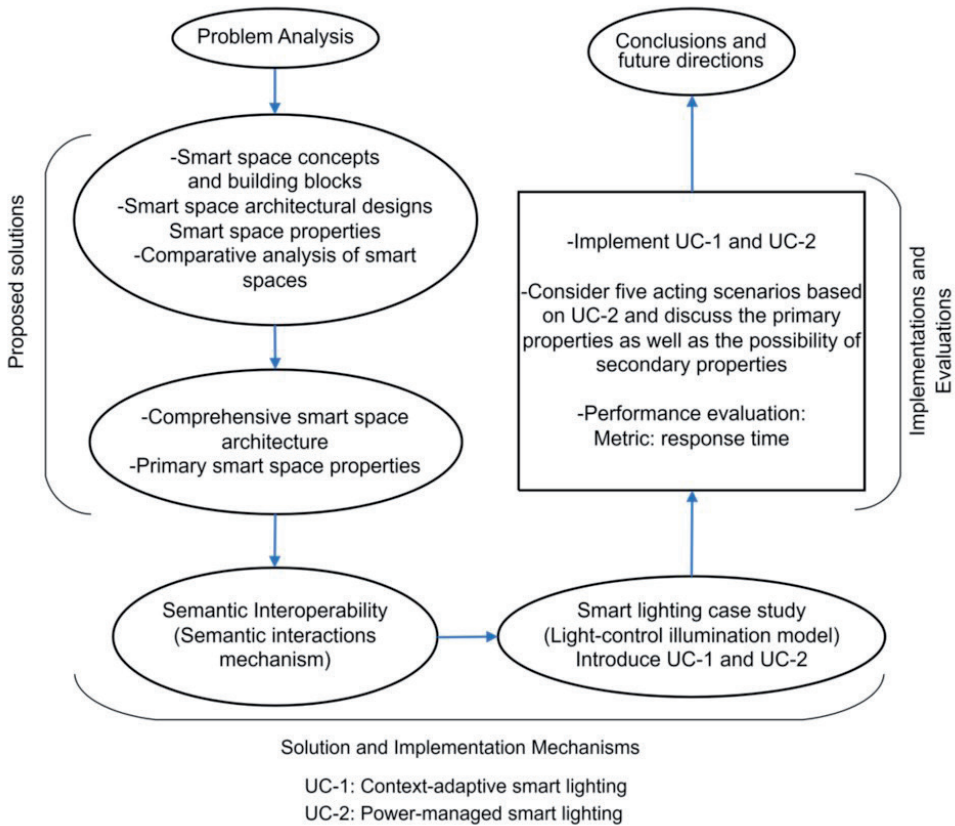 Problem Analysis
-Smart space concepts
and building blocks
-Smart space architectural designs
Smart space properties
-Comparative analysis of smart
spaces
Proposed solutions
-Comprehensive smart space
architecture
-Primary smart space properties
Semantic Interoperability
(Semantic interactions
mechanism)
Smart lighting case study
(Light-control illumination model)
Introduce UC-1 and UC-2
Solution and Implementation Mechanisms
-Implement UC-1 and UC-2
-Consider five acting scenarios based
on UC-2 and discuss the primary
properties as well as the possibility of
secondary properties
-Performance evaluation:
Metric: response time
Implementations and
Evaluations
Conclusions and
future directions
UC-1: Context-adaptive smart lighting
UC-2: Power-managed smart lighting